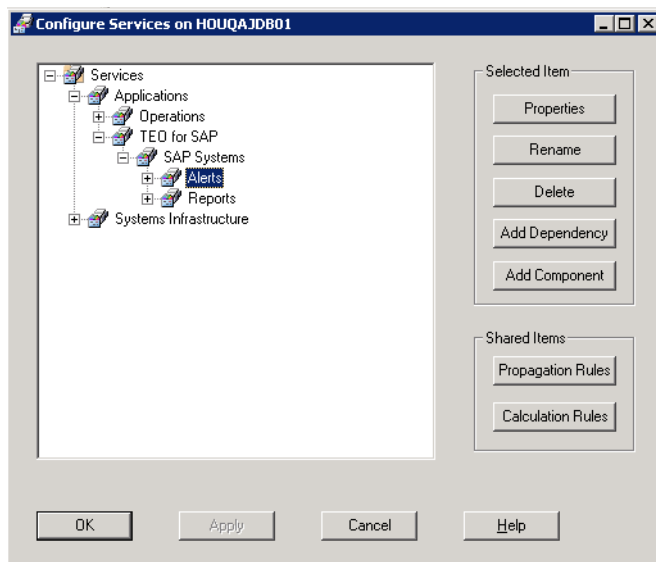 Configure Services on HOUQAJDB01
Services
Applications
Operations
TEO for SAP
SAP Systems
Alerts
Reports
Systems Infrastructure
Selected Item
Properties
Rename
Delete
Add Dependency
Add Component
Shared Items
Propagation Rules
Calculation Rules
OK
Apply
Cancel
Help